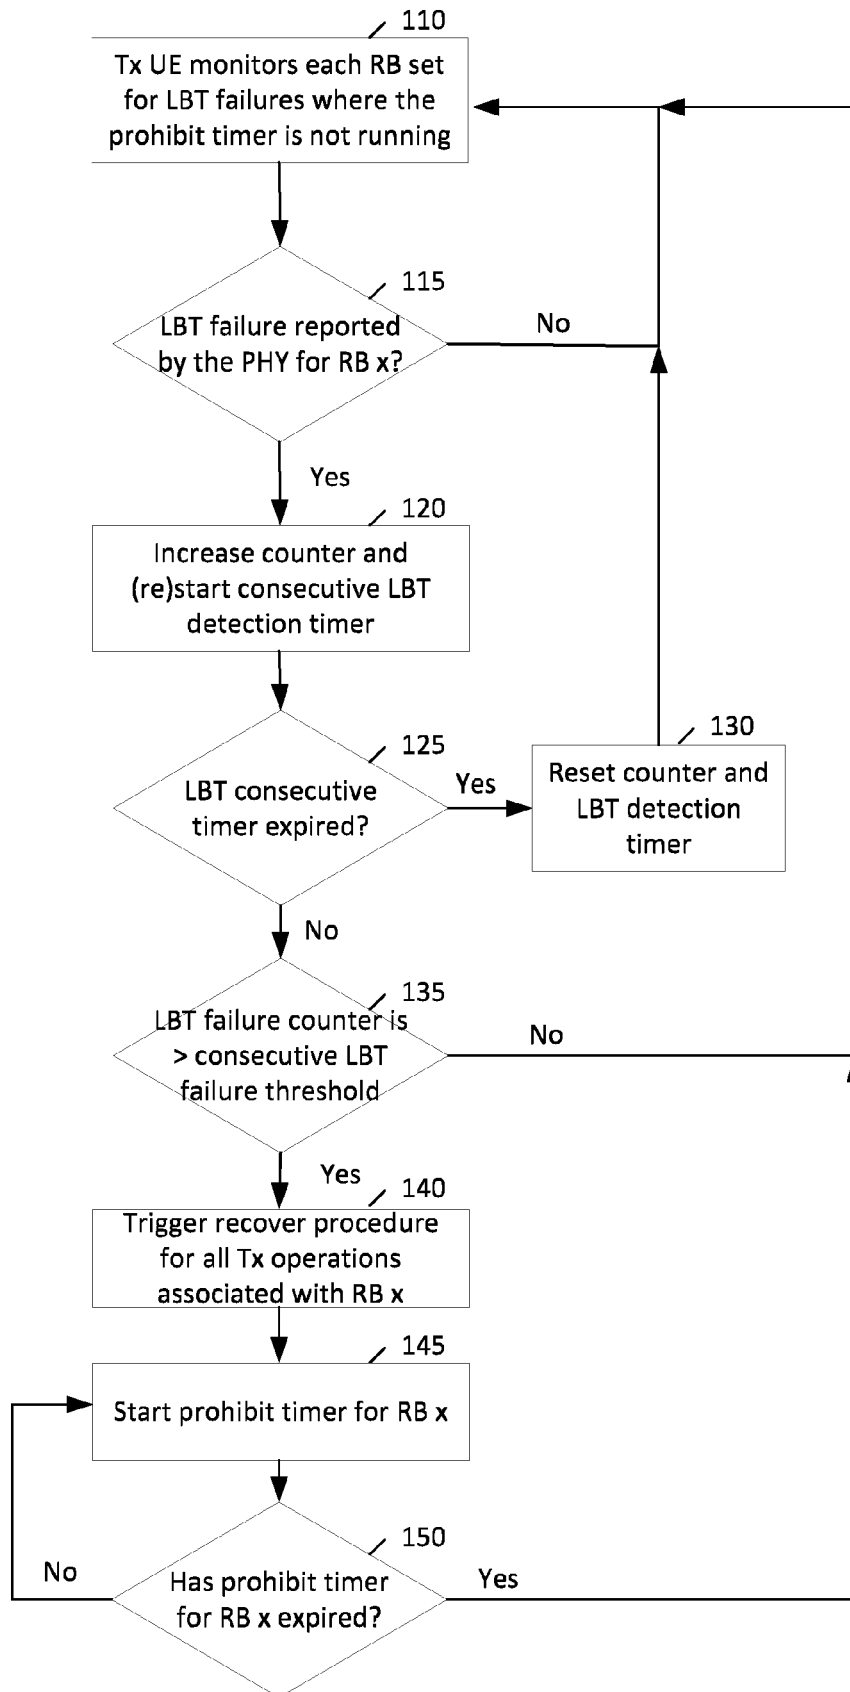 110
Tx UE monitors each RB set
for LBT failures where the
prohibit timer is not running
115
LBT failure reported
by the PHY for RB x?
No
Yes
120
Increase counter and
(re)start consecutive LBT
detection timer
125
LBT consecutive
timer expired?
Yes
130
Reset counter and
LBT detection
timer
No
135
LBT failure counter is
> consecutive LBT
failure threshold
No
Yes
140
Trigger recover procedure
for all Tx operations
associated with RB x
145
Start prohibit timer for RB x
150
Has prohibit timer
for RB x expired?
No
Yes